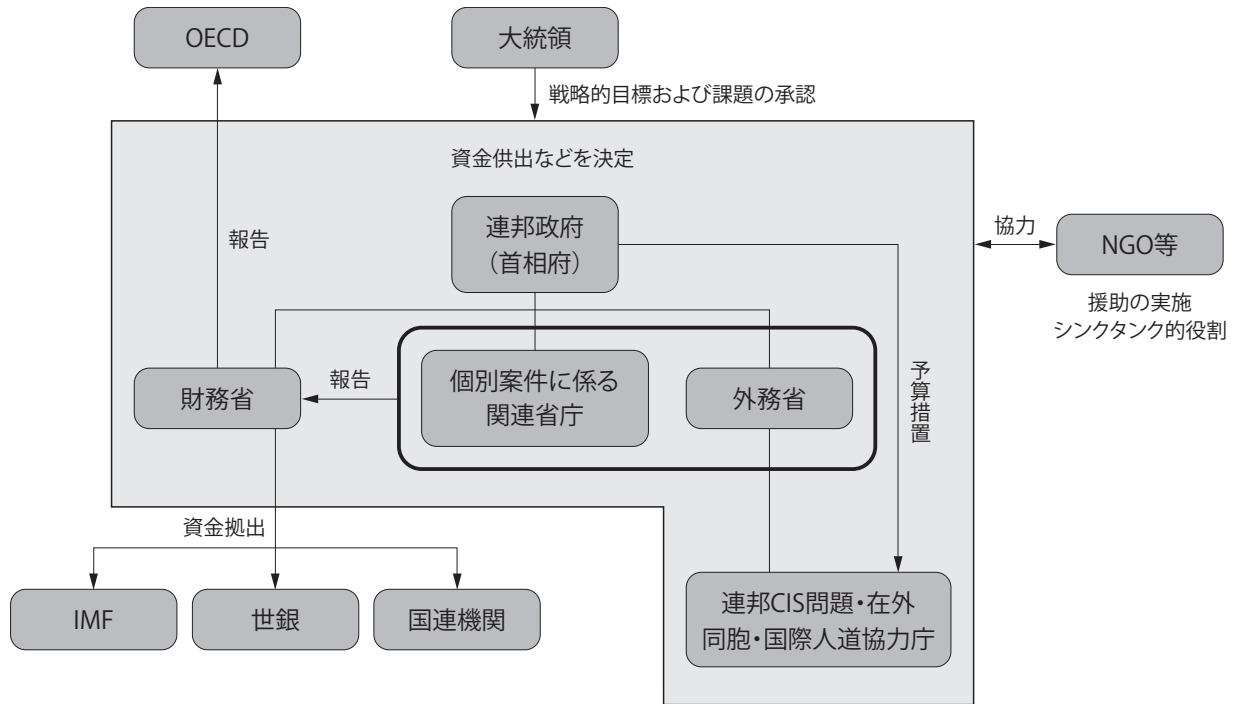 OECD
大統領
戦略的目標および課題の承認
資金供出などを決定
連邦政府
（首相府）
報告
協力
NGO等
援助の実施
シンクタンク的役割
財務省
報告
個別案件に係る
関連省庁
外務省
予算措置
資金拠出
IMF
世銀
国連機関
連邦CIS問題・在外
同胞・国際人道協力庁